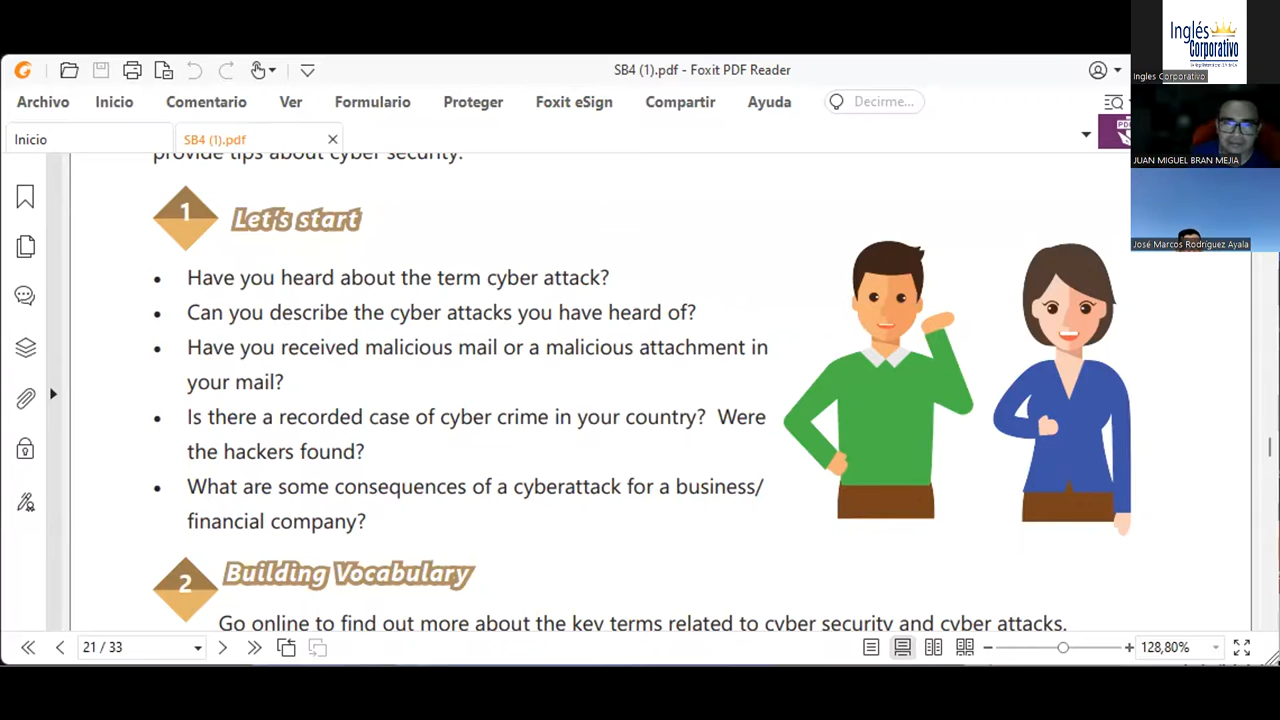 Inglés
Corporativo
Ingles Corporativo
SB4 (1).pdf - Foxit PDF Reader
Archivo Inicio Comentario Ver Formulario Proteger Foxit eSign Compartir Ayuda Decirme...
Inicio SB4 (1).pdf
JUAN MIGUEL BRAN MEJIA
provide tips about cyber security.
1 Let's start
José Marcos Rodríguez Ayala
• Have you heard about the term cyber attack?
• Can you describe the cyber attacks you have heard of?
• Have you received malicious mail or a malicious attachment in
your mail?
• Is there a recorded case of cyber crime in your country? Were
the hackers found?
• What are some consequences of a cyberattack for a business/
financial company?
2 Building Vocabulary
Go online to find out more about the key terms related to cyber security and cyber attacks.
21 / 33 128,80%